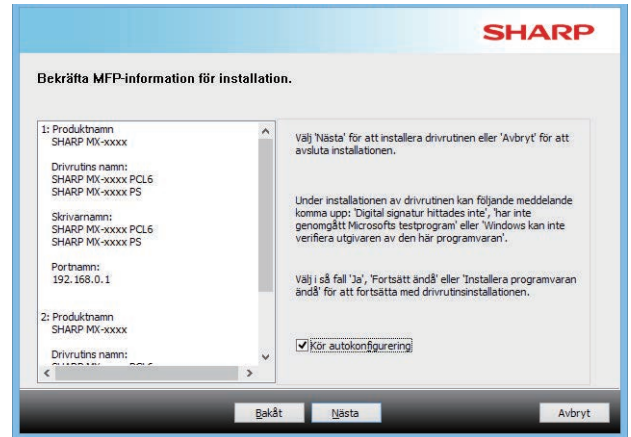 SHARP
Bekräfta MFP-information för installation.
1: Produktnamn
SHARP MX-xxxx
Drivrutins namn:
SHARP MX-xxxx PCL6
SHARP MX-xxxx PS
Skrivarnamn:
SHARP MX-xxxx PCL6
SHARP MX-xxxx PS
Portnamn:
192.168.0.1
2: Produktnamn
SHARP MX-xxxx
Drivrutins namn:
Välj 'Nästa' för att installera drivrutinen eller 'Avbryt' för att
avsluta installationen.
Under installationen av drivrutinen kan följande meddelande
komma upp: 'Digital signatur hittades inte', 'har inte
genomgått Microsofts testprogram' eller 'Windows kan inte
verifiera utgivaren av den här programvaran'.
Välj i så fall 'Ja', 'Fortsätt ändå' eller 'Installera programvaran
ändå' för att fortsätta med drivrutinsinstallationen.
Kör autokonfigurering
Bakåt
Nästa
Avbryt